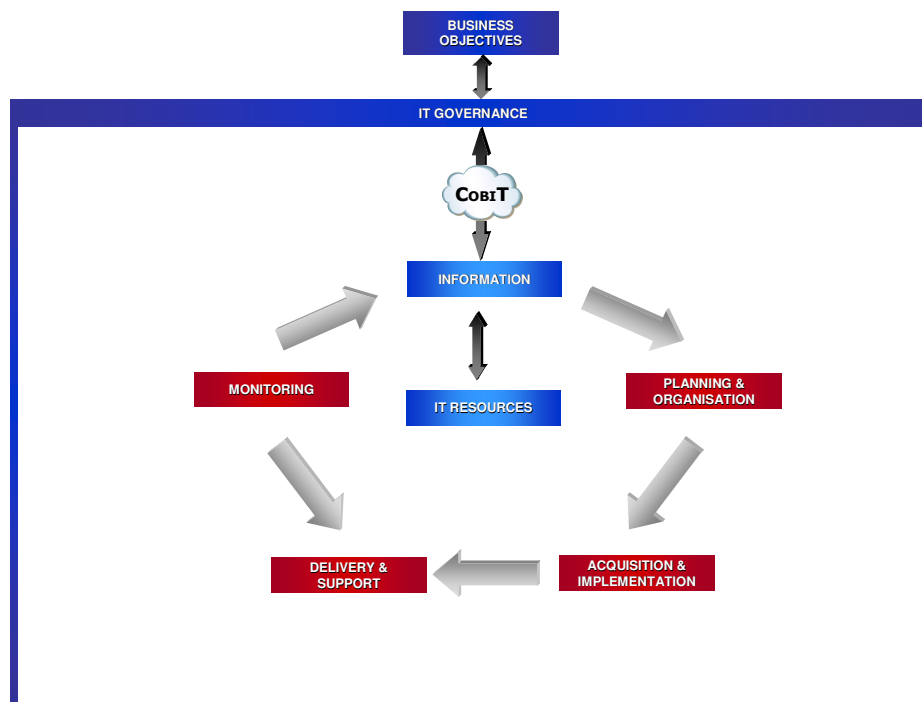 BUSINESS
OBJECTIVES
IT GOVERNANCE
COBIT
INFORMATION
MONITORING
IT RESOURCES
PLANNING &
ORGANISATION
DELIVERY &
SUPPORT
ACQUISITION &
IMPLEMENTATION